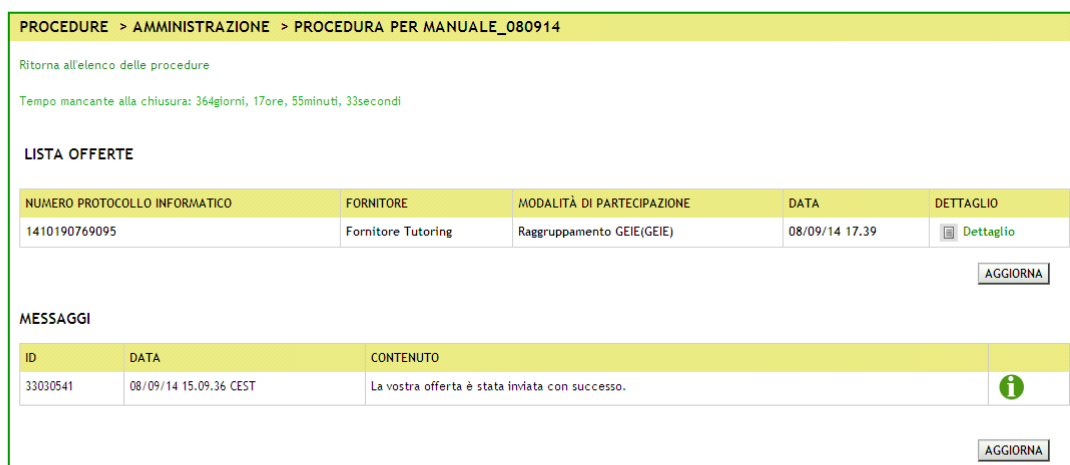 PROCEDURE > AMMINISTRAZIONE > PROCEDURA PER MANUALE_080914
Ritorna all'elenco delle procedure
Tempo mancante alla chiusura: 364giorni, 17ore, 55minuti, 33secondi
LISTA OFFERTE
NUMERO PROTOCOLLO INFORMATICO FORNITORE MODALITÀ DI PARTECIPAZIONE DATA DETTAGLIO
1410190769095 Fornitore Tutoring Raggruppamento GEIE(GEIE) 08/09/14 17.39 Dettaglio
AGGIORNA
MESSAGGI
ID DATA CONTENUTO
33030541 08/09/14 15.09.36 CEST La vostra offerta è stata inviata con successo.
AGGIORNA